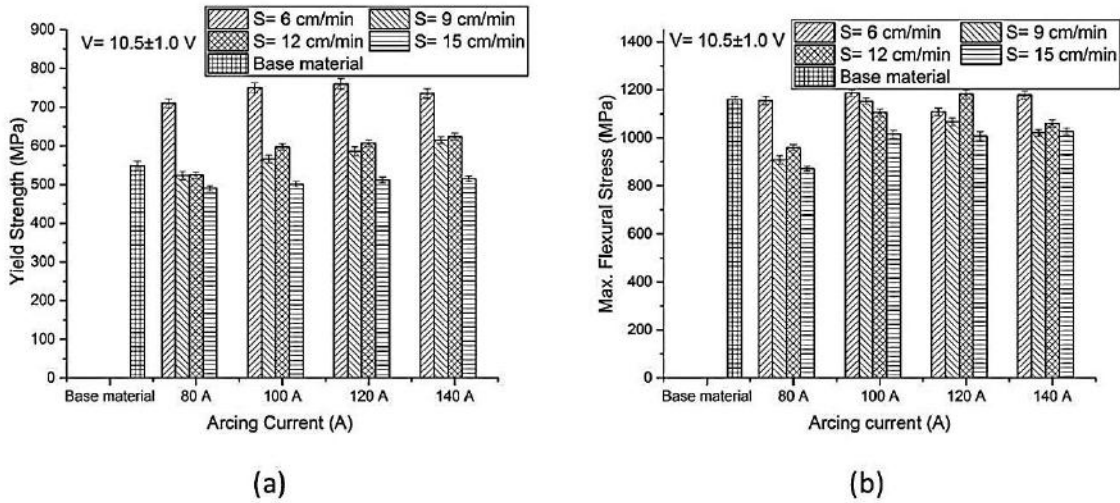 S= 6 cm/min S= 9 cm/min
S= 12 cm/min S= 15 cm/min
Base material
V= 10.5±1.0 V
900
800
700
600
500
400
300
200
100
0
Yield Strength (MPa)
Base material 80 A 100 A 120 A 140 A
Arcing Current (A)
(a)
S= 6 cm/min S= 9 cm/min
S= 12 cm/min S= 15 cm/min
Base material
V= 10.5±1.0 V
1400
1200
1000
800
600
400
200
0
Max. Flexural Stress (MPa)
Base material 80 A 100 A 120 A 140 A
Arcing current (A)
(b)